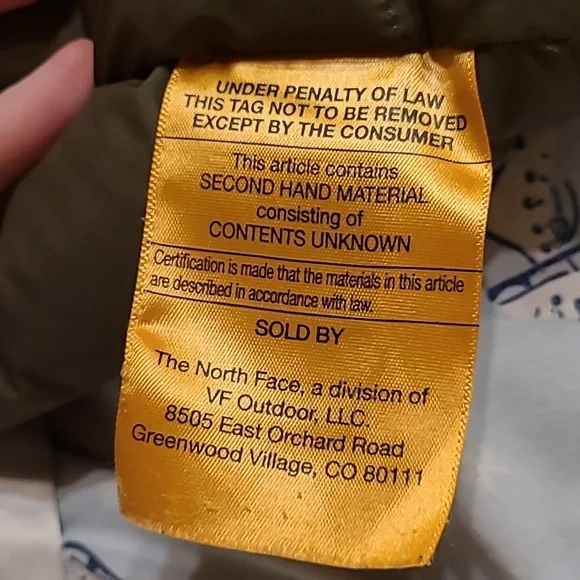 UNDER PENALTY OF LAW
THIS TAG NOT TO BE REMOVED
EXCEPT BY THE CONSUMER
This article contains
SECOND HAND MATERIAL
consisting of
CONTENTS UNKNOWN
Certification is made that the materials in this article
are described in accordance with law.
SOLD BY
The North Face, a division of
VF Outdoor, LLC.
8505 East Orchard Road
Greenwood Village, CO 80111